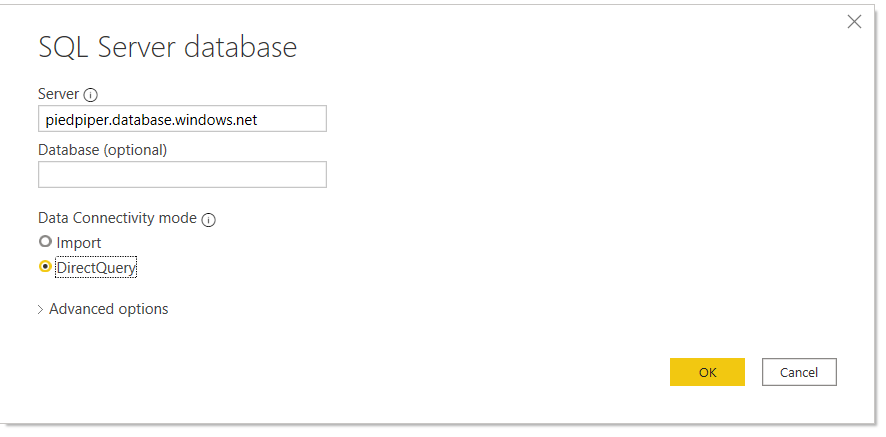 SQL Server database
Server
piedpiper.database.windows.net
Database (optional)
Data Connectivity mode
Import
DirectQuery
Advanced options
OK Cancel